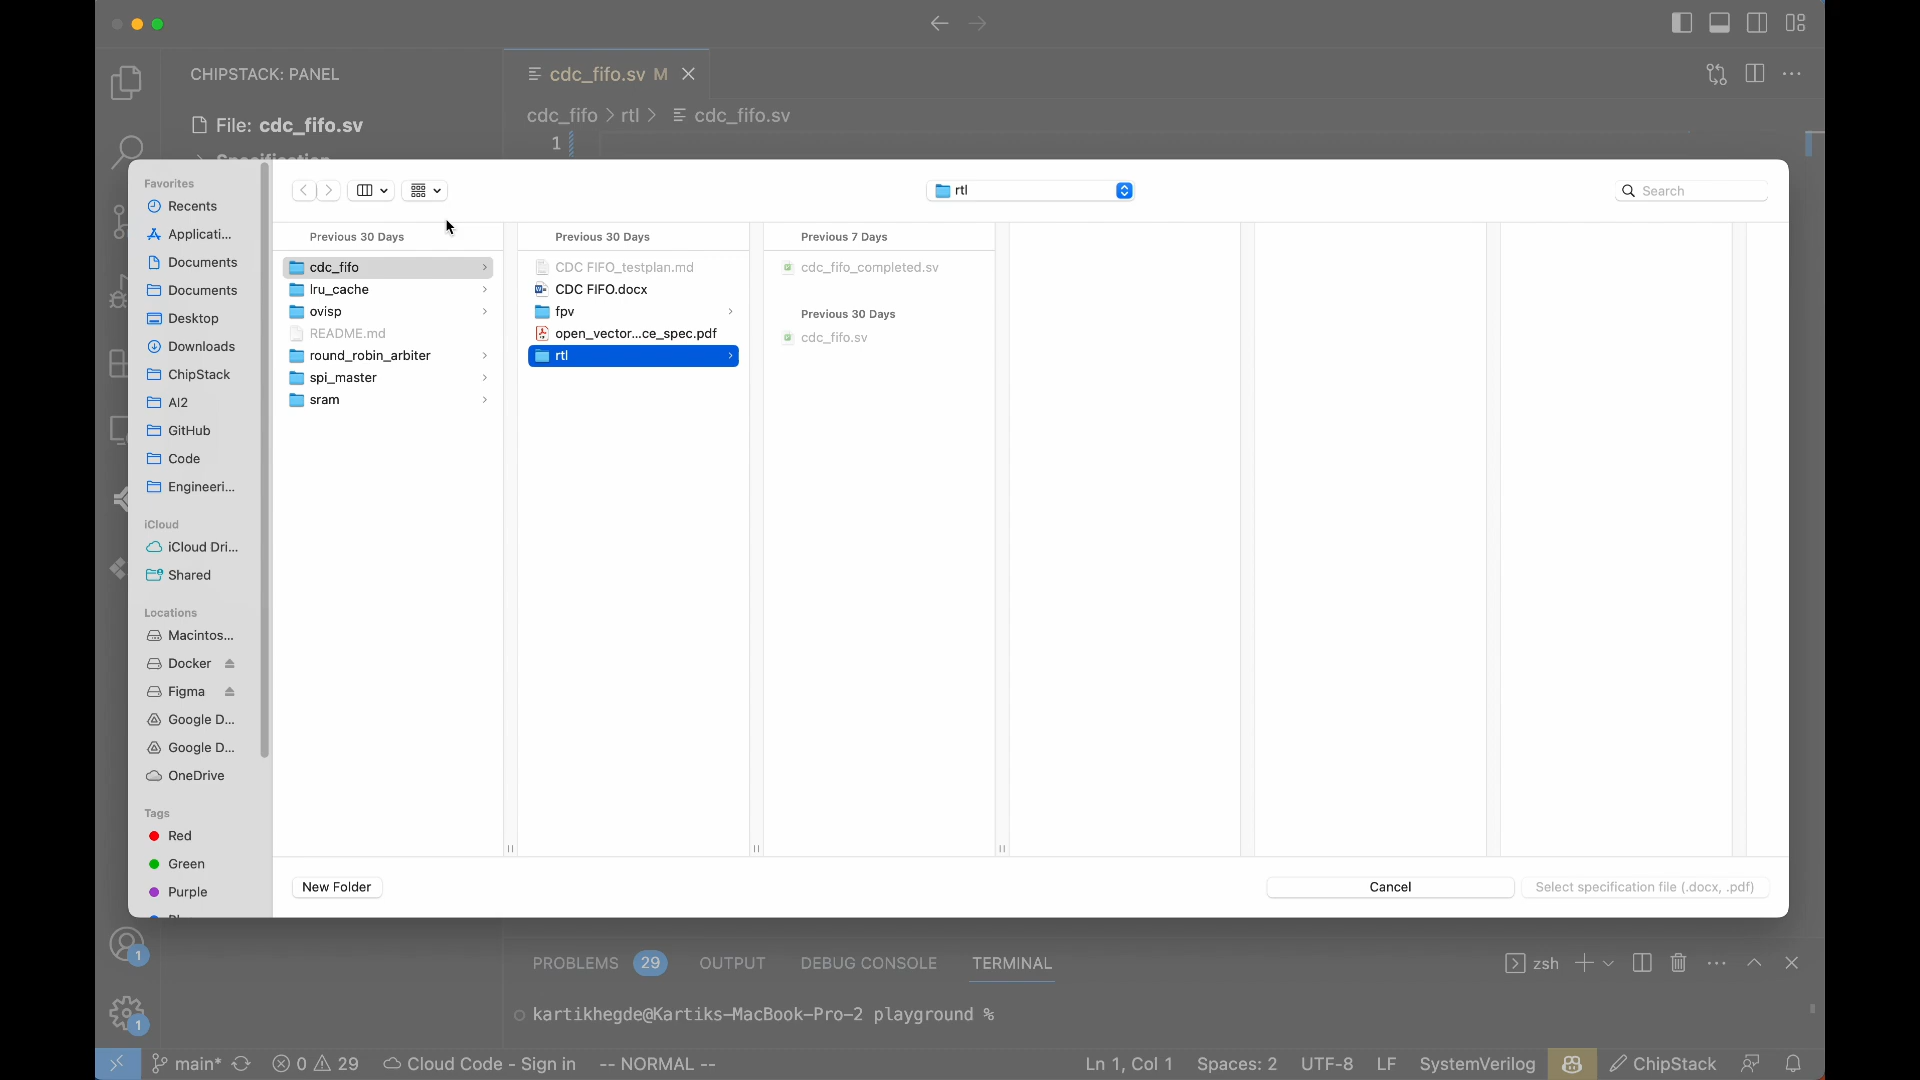 CHIPSTACK: PANEL
cdc_fifo.sv M
File: cdc_fifo.sv
cdc_fifo > rtl > cdc_fifo.sv
1
Specification
Favorites
Recents
Applicati...
Documents
Documents
Desktop
Downloads
ChipStack
AI2
GitHub
Code
Engineeri...
iCloud
iCloud Dri...
Shared
Locations
Macintos...
Docker
Figma
Google D...
Google D...
OneDrive
Tags
Red
Green
Purple
rtl
Search
Previous 30 Days
cdc_fifo
lru_cache
ovisp
README.md
round_robin_arbiter
spi_master
sram
Previous 30 Days
CDC FIFO_testplan.md
CDC FIFO.docx
fpv
open_vector...ce_spec.pdf
rtl
Previous 7 Days
cdc_fifo_completed.sv
Previous 30 Days
cdc_fifo.sv
New Folder
Cancel
Select specification file (.docx, .pdf)
1
1
PROBLEMS 29 OUTPUT DEBUG CONSOLE TERMINAL
zsh
kartikhegde@Kartiks-MacBook-Pro-2 playground %
main* 0 29 Cloud Code - Sign in -- NORMAL --
Ln 1, Col 1 Spaces: 2 UTF-8 LF SystemVerilog ChipStack